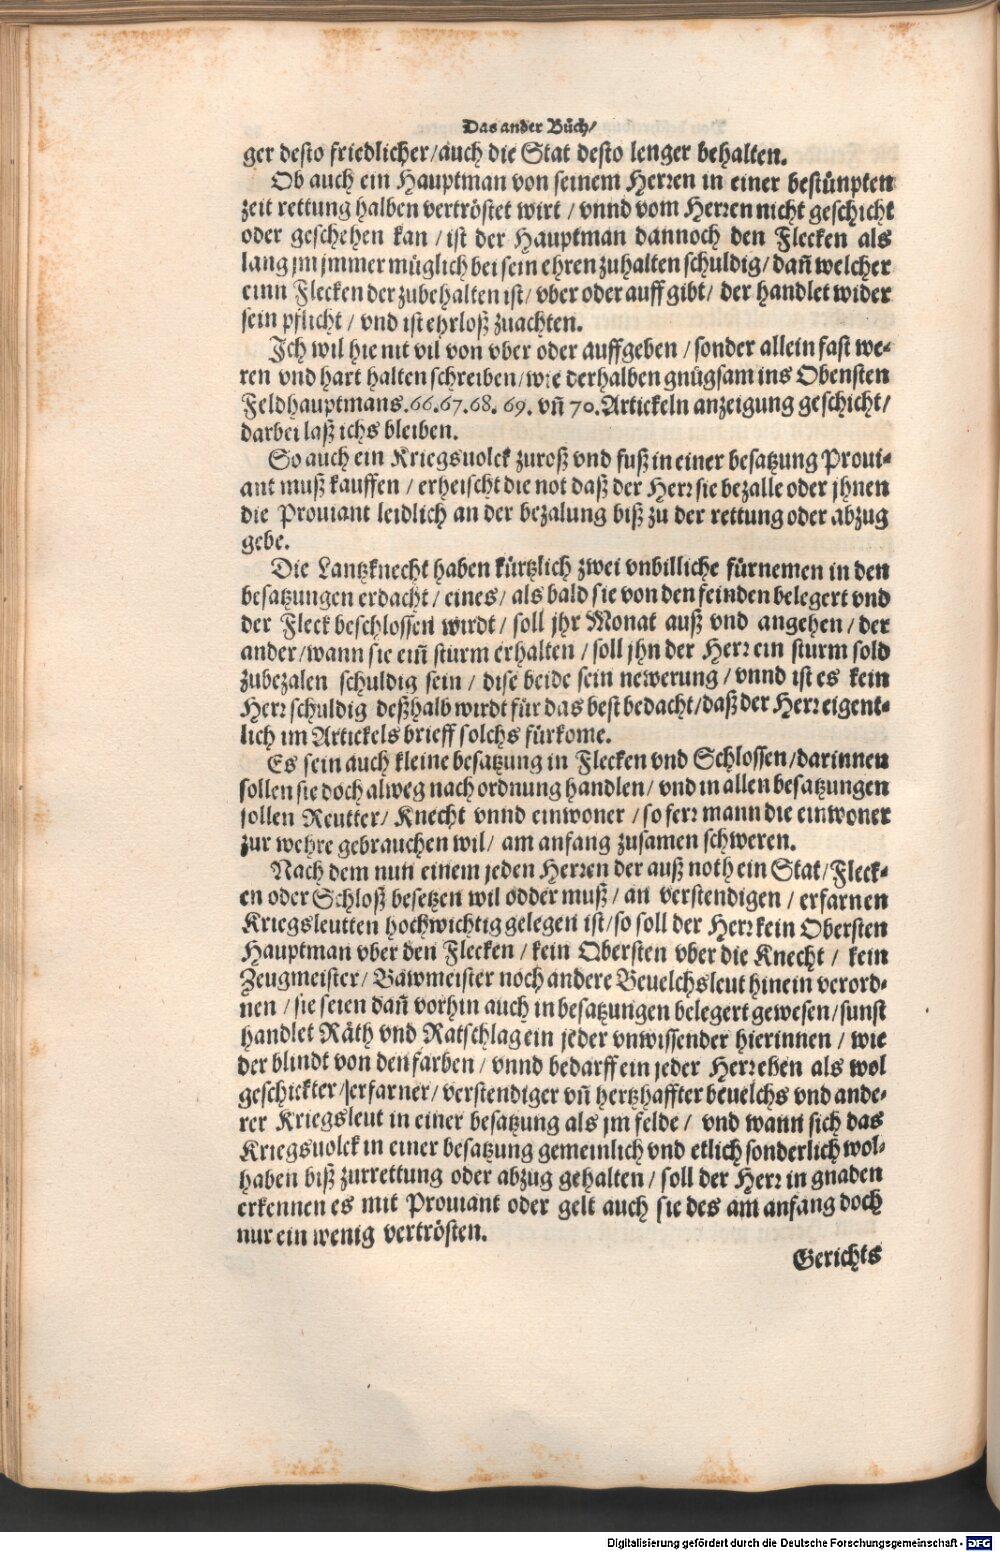 Das ander Bůch/
ger desto friedlicher/auch die Stat desto lenger behalten.
Ob auch ein Hauptman von seinem Herren in einer bestünpten
zeit rettung halben vertröstet wirt / vnnd vom Herren nicht geschicht
oder geschehen kan / ist der Hauptman dannoch den Flecken als
lang jm jmmer müglich bei sein ehren zuhalten schuldig/ dañ welcher
einn Flecken der zubehalten ist/ vber oder auff gibt/ der handlet wider
sein pflicht / vnd ist ehrloß zuachten.
Ich wil hie nit vil von vber oder auffgeben / sonder allein fast we-
ren vnd hart halten schreiben/wie derhalben gnůgsam ins Obensten
Feldhauptmans.66.67.68. 69. vñ 70.Artickeln anzeigung geschicht/
darbei laß ichs bleiben.
So auch ein Kriegsuolck zuroß vnd fuß in einer besatzung Proui-
ant muß kauffen / erheischt die not daß der Herr sie bezalle oder jhnen
die Prouiant leidlich an der bezalung biß zu der rettung oder abzug
gebe.
Die Lantzknecht haben kürtzlich zwei vnbilliche fürnemen in den
besatzungen erdacht / eines/ als bald sie von den feinden belegert vnd
der Fleck beschlossen wirdt / soll jhr Monat auß vnd angehen / der
ander/wann sie eiñ sturm erhalten / soll jhn der Herr ein sturm sold
zubezalen schuldig sein / dise beide sein newerung / vnnd ist es kein
Herr schuldig deßhalb wirdt für das best bedacht/daß der Herr eigent-
lich im Artickels brieff solchs fürkome.
Es sein auch kleine besatzung in Flecken vnd Schlossen/darinnen
sollen sie doch alweg nach ordnung handlen/ vnd in allen besatzungen
sollen Reutter/ Knecht vnnd einwoner / so ferr mann die einwoner
zur wehre gebrauchen wil/ am anfang zusamen schweren.
Nach dem nun einem jeden Herren der auß noth ein Stat/Fleck-
en oder Schloß besetzen wil odder muß/ an verstendigen / erfarnen
Kriegsleutten hochwichtig gelegen ist/so soll der Herr kein Obersten
Hauptman vber den Flecken / kein Obersten vber die Knecht / kein
Zeugmeister/ Bawmeister noch andere Beuelchsleut hinein verord-
nen / sie seien dañ vorhin auch in besatzungen belegert gewesen/sunst
handlet Räth vnd Ratschlag ein jeder vnwissender hierinnen / wie
der blindt von den farben / vnnd bedarff ein jeder Herr eben als wol
geschickter/erfarner/ verstendiger vñ hertzhaffter beuelchs vnd ande-
rer Kriegsleut in einer besatzung als jm felde / vnd wann sich das
Kriegsuolck in einer besatzung gemeinlich vnd etlich sonderlich wol-
haben biß zur rettung oder abzug gehalten/ soll der Herr in gnaden
erkennen es mit Prouiant oder gelt auch sie des am anfang doch
nur ein wenig vertrösten.
Gerichts
Digitalisierung gefördert durch die Deutsche Forschungsgemeinschaft - DFG